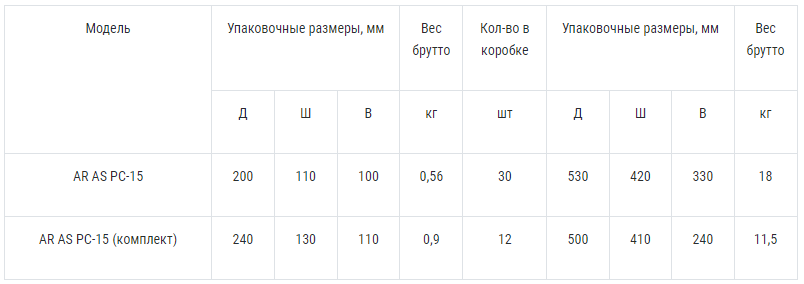 Модель Упаковочные размеры, мм Вес брутто Кол-во в коробке Упаковочные размеры, мм Вес брутто
Д Ш В кг шт Д Ш В кг
AR AS PC-15 200 110 100 0,56 30 530 420 330 18
AR AS PC-15 (комплект) 240 130 110 0,9 12 500 410 240 11,5